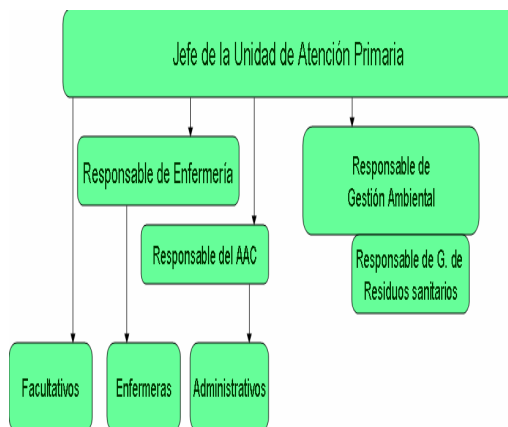 Jefe de la Unidad de Atención Primaria
Responsable de Enfermería
Responsable de
Gestión Ambiental
Responsable del AAC
Responsable de G. de
Residuos sanitarios
Facultativos
Enfermeras
Administrativos